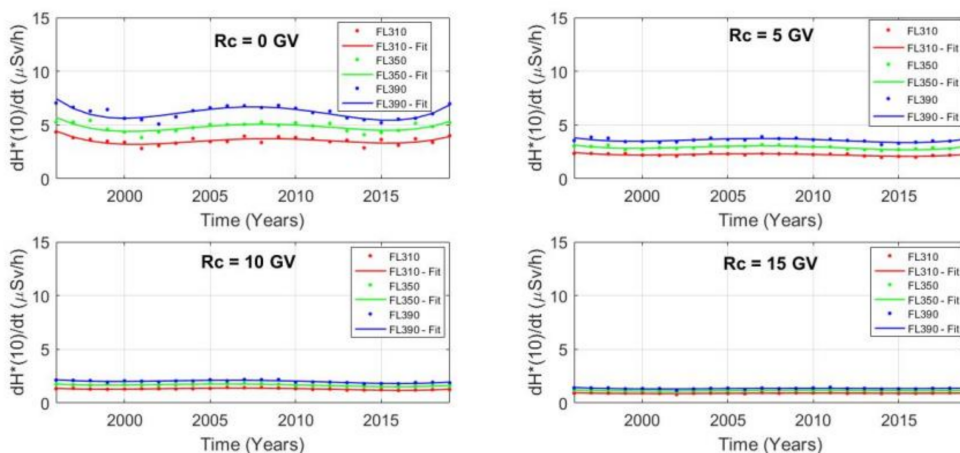 Rc = 0 GV
dH*(10)/dt (μSv/h)
15
10
5
0
2000 2005 2010 2015
Time (Years)
FL310
FL310 - Fit
FL350
FL350 - Fit
FL390
FL390 - Fit
Rc = 5 GV
dH*(10)/dt (μSv/h)
15
10
5
0
2000 2005 2010 2015
Time (Years)
FL310
FL310 - Fit
FL350
FL350 - Fit
FL390
FL390 - Fit
Rc = 10 GV
dH*(10)/dt (μSv/h)
15
10
5
0
2000 2005 2010 2015
Time (Years)
FL310
FL310 - Fit
FL350
FL350 - Fit
FL390
FL390 - Fit
Rc = 15 GV
dH*(10)/dt (μSv/h)
15
10
5
0
2000 2005 2010 2015
Time (Years)
FL310
FL310 - Fit
FL350
FL350 - Fit
FL390
FL390 - Fit